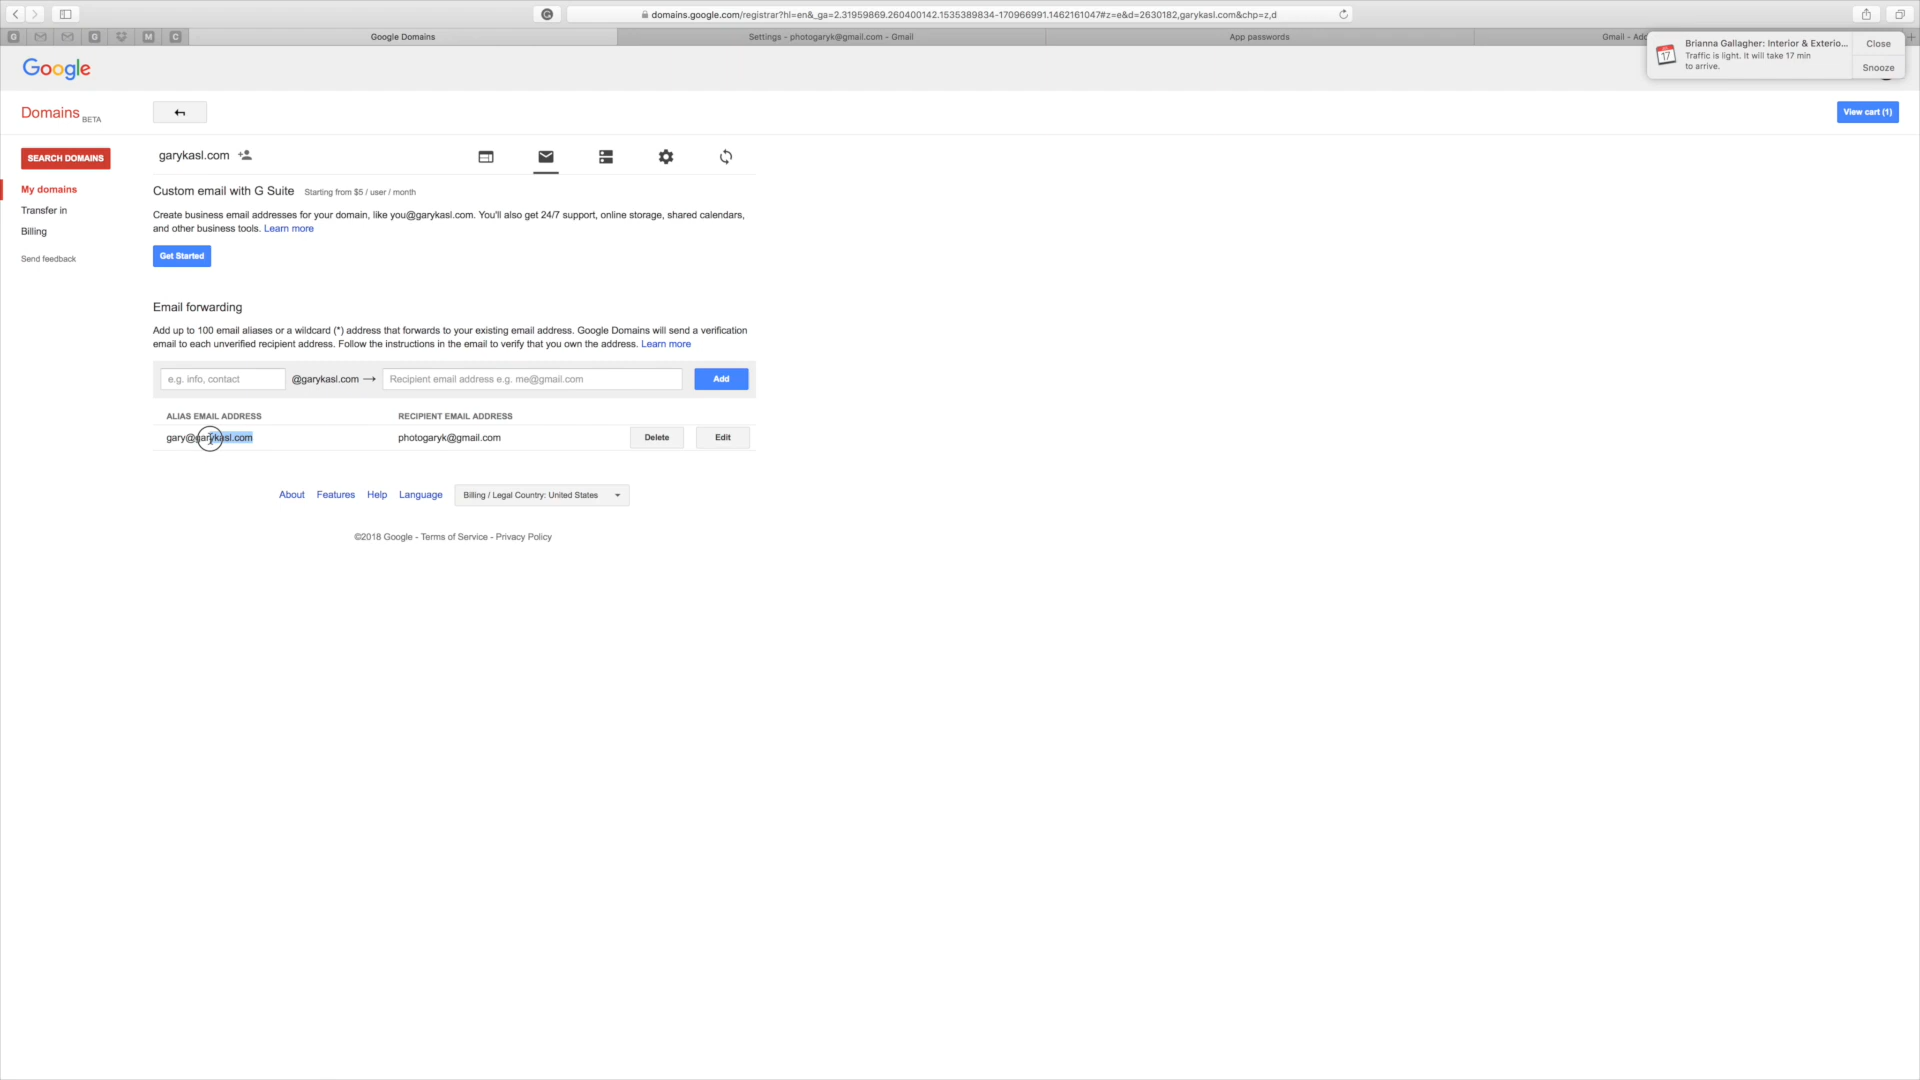 domains.google.com/registrar?hl=en&_ga=2.31959869.260400142.1535389834-170966991.1462161047#z=e&d=2630182,garykasl.com&chp=z,d
G G M C
Google Domains
Settings - photogaryk@gmail.com - Gmail
App passwords
Gmail - Add
Brianna Gallagher: Interior & Exterio...
Traffic is light. It will take 17 min
to arrive.
17
Close
Snooze
Google
Domains BETA
View cart (1)
SEARCH DOMAINS
My domains
Transfer in
Billing
Send feedback
garykasl.com
Custom email with G Suite Starting from $5 / user / month
Create business email addresses for your domain, like you@garykasl.com. You'll also get 24/7 support, online storage, shared calendars,
and other business tools. Learn more
Get Started
Email forwarding
Add up to 100 email aliases or a wildcard (*) address that forwards to your existing email address. Google Domains will send a verification
email to each unverified recipient address. Follow the instructions in the email to verify that you own the address. Learn more
e.g. info, contact @garykasl.com → Recipient email address e.g. me@gmail.com Add
ALIAS EMAIL ADDRESS RECIPIENT EMAIL ADDRESS
gary@garykasl.com photogaryk@gmail.com Delete Edit
About Features Help Language Billing / Legal Country: United States
©2018 Google - Terms of Service - Privacy Policy